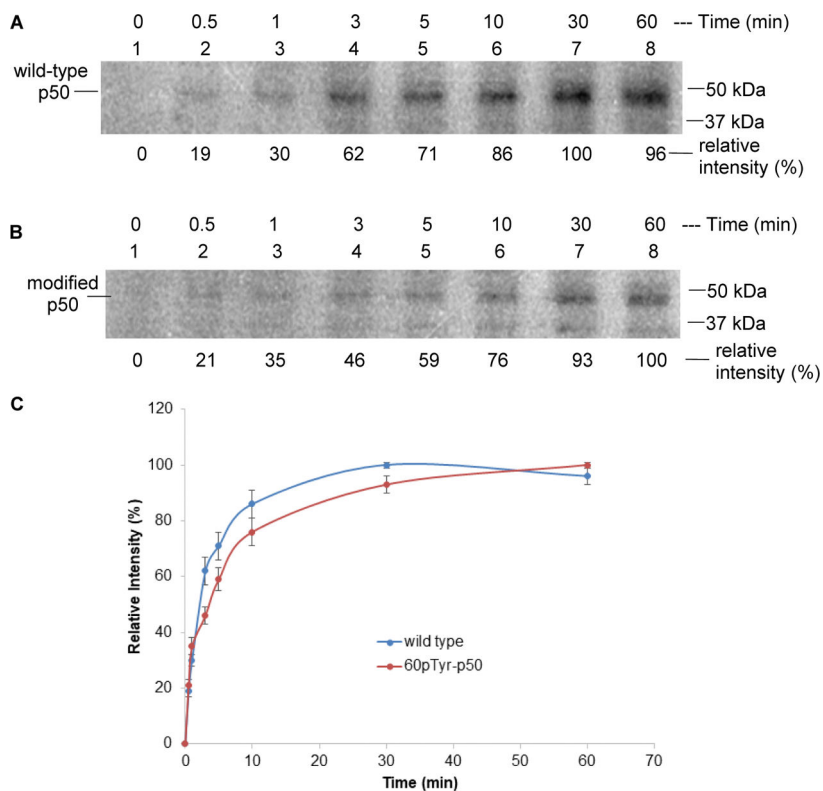 A
0 0.5 1 3 5 10 30 60 --- Time (min)
1 2 3 4 5 6 7 8
wild-type
p50
50 kDa
37 kDa
0 19 30 62 71 86 100 96 relative
intensity (%)
B
0 0.5 1 3 5 10 30 60 --- Time (min)
1 2 3 4 5 6 7 8
modified
p50
50 kDa
37 kDa
0 21 35 46 59 76 93 100 relative
intensity (%)
C
120
100
80
60
40
20
0
Relative Intensity (%)
wild type
60pTyr-p50
0 10 20 30 40 50 60 70
Time (min)